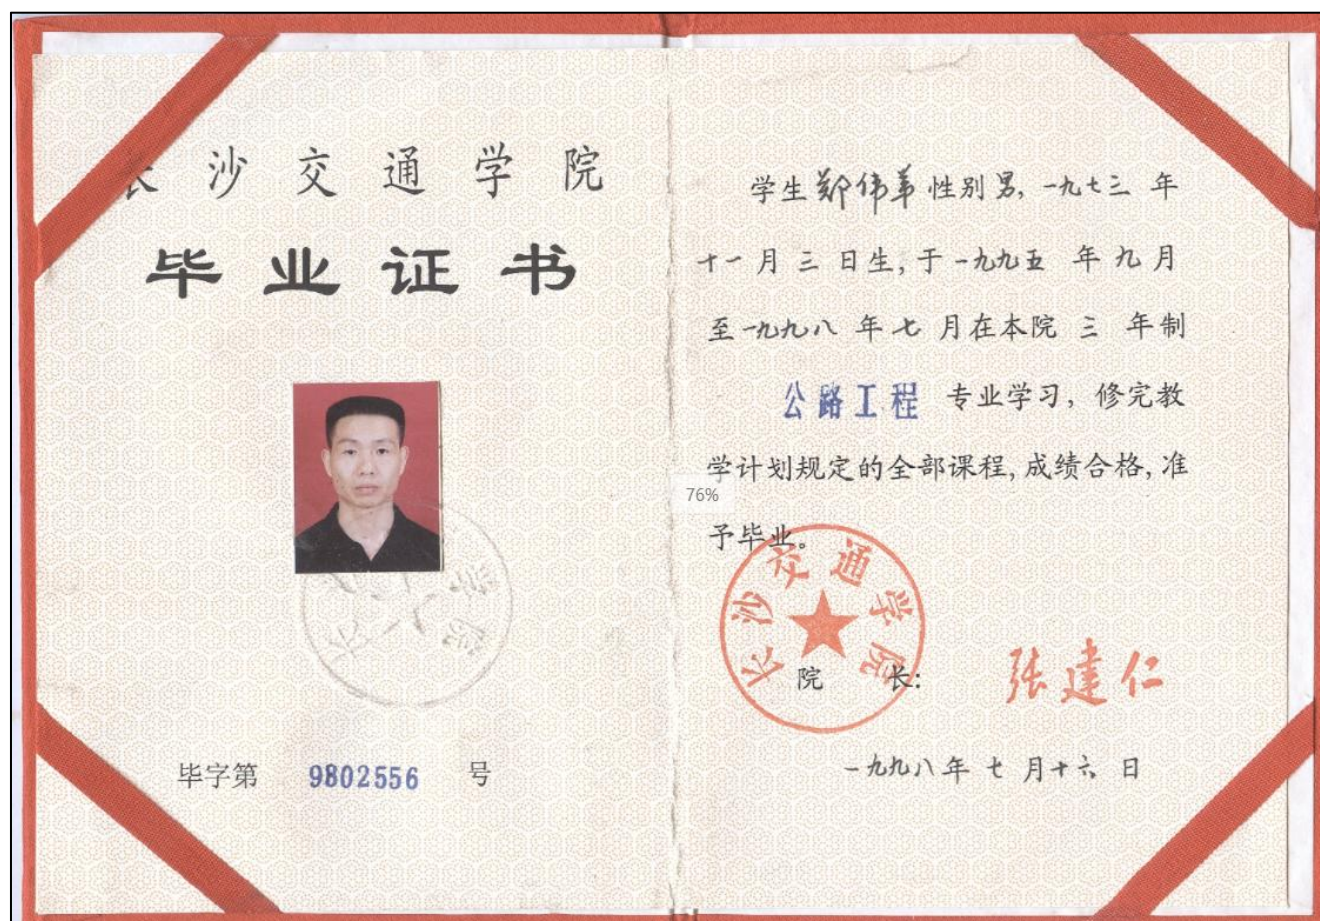 长沙交通学院
毕业证书
学院
毕字第 9802556 号
学生郑伟革性别男,一九七三 年
十一月三日生,于一九九五 年九月
至一九九八 年七月在本院 三 年制
公路工程 专业学习,修完教
学计划规定的全部课程,成绩合格,准
76%
予毕业。
长沙交通学院
院 长: 张建仁
一九九八年七月十六日